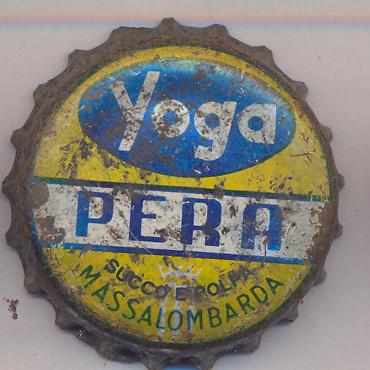 Yoga
PERA
SUCCO E POLPA
MASSALOMBARDA